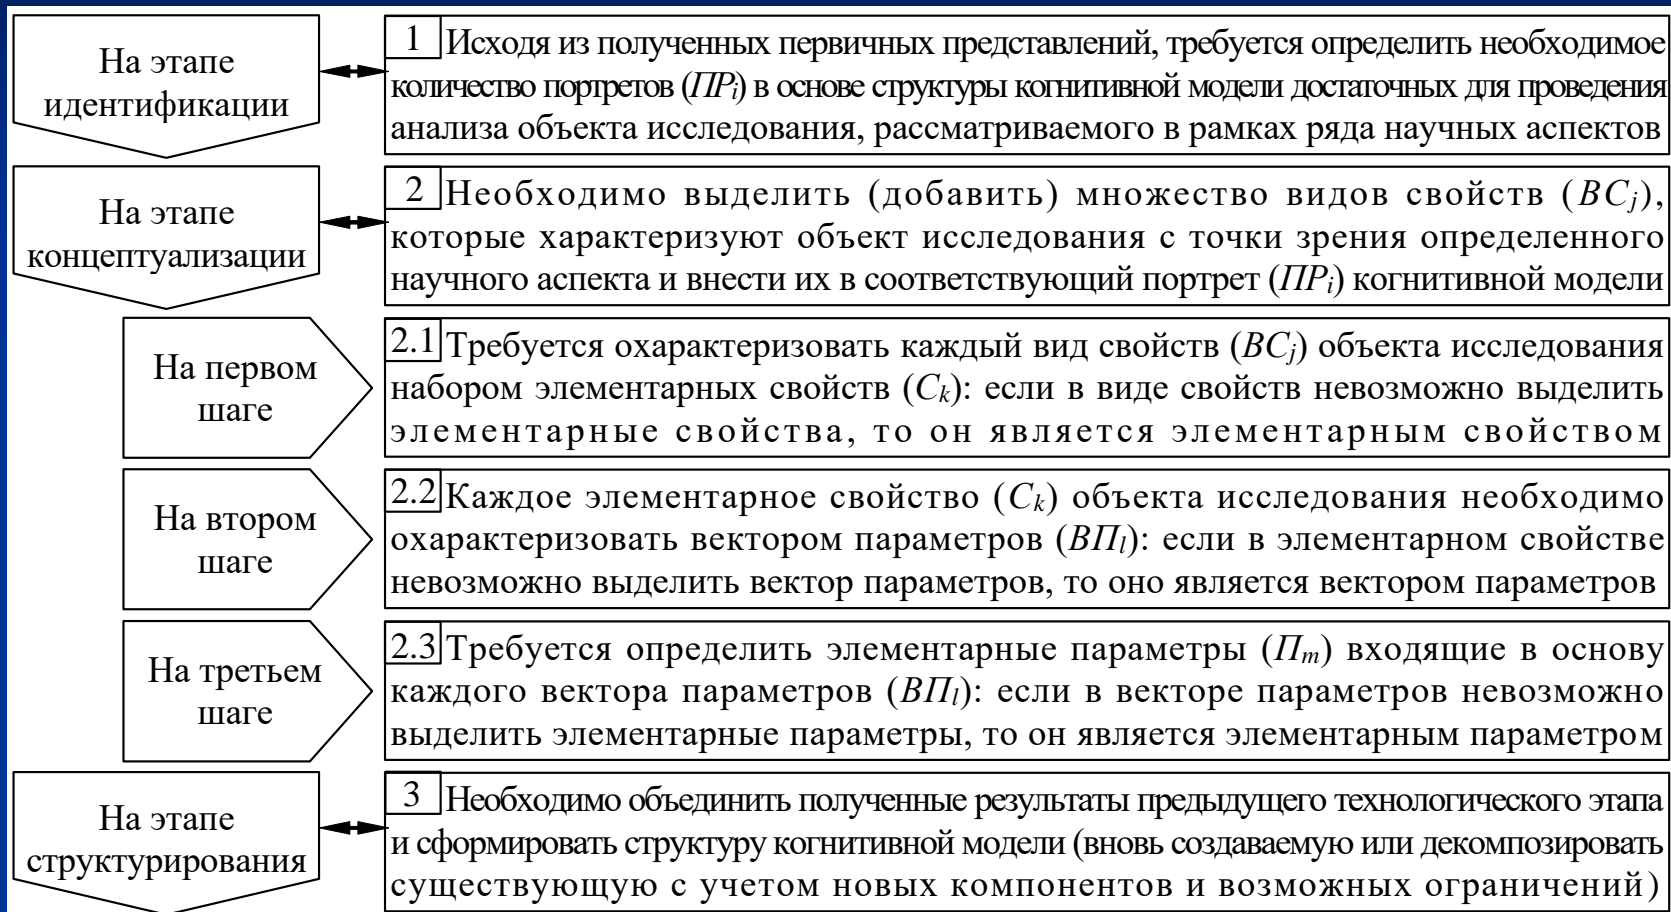 На этапе
идентификации
1 Исходя из полученных первичных представлений, требуется определить необходимое
количество портретов (ПРi) в основе структуры когнитивной модели достаточных для проведения
анализа объекта исследования, рассматриваемого в рамках ряда научных аспектов
На этапе
концептуализации
2 Необходимо выделить (добавить) множество видов свойств (ВСj),
которые характеризуют объект исследования с точки зрения определенного
научного аспекта и внести их в соответствующий портрет (ПРi) когнитивной модели
На первом
шаге
2.1 Требуется охарактеризовать каждый вид свойств (ВСj) объекта исследования
набором элементарных свойств (Сk): если в виде свойств невозможно выделить
элементарные свойства, то он является элементарным свойством
На втором
шаге
2.2 Каждое элементарное свойство (Сk) объекта исследования необходимо
охарактеризовать вектором параметров (ВПl): если в элементарном свойстве
невозможно выделить вектор параметров, то оно является вектором параметров
На третьем
шаге
2.3 Требуется определить элементарные параметры (Пm) входящие в основу
каждого вектора параметров (ВПl): если в векторе параметров невозможно
выделить элементарные параметры, то он является элементарным параметром
На этапе
структурирования
3 Необходимо объединить полученные результаты предыдущего технологического этапа
и сформировать структуру когнитивной модели (вновь создаваемую или декомпозировать
существующую с учетом новых компонентов и возможных ограничений)